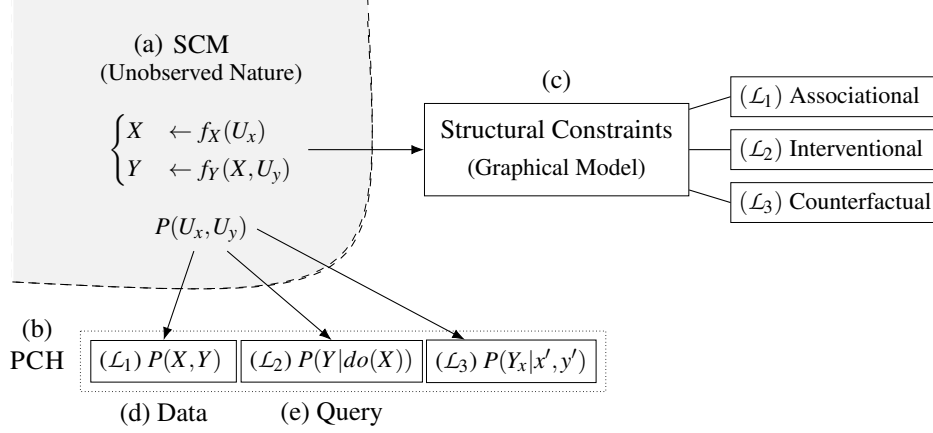 (a) SCM
(Unobserved Nature)
X ← f_X(U_x)
Y ← f_Y(X, U_y)
P(U_x, U_y)
(c)
Structural Constraints
(Graphical Model)
(ℒ₁) Associational
(ℒ₂) Interventional
(ℒ₃) Counterfactual
(b)
PCH
(ℒ₁) P(X, Y)
(ℒ₂) P(Y|do(X))
(ℒ₃) P(Y_x|x′, y′)
(d) Data
(e) Query